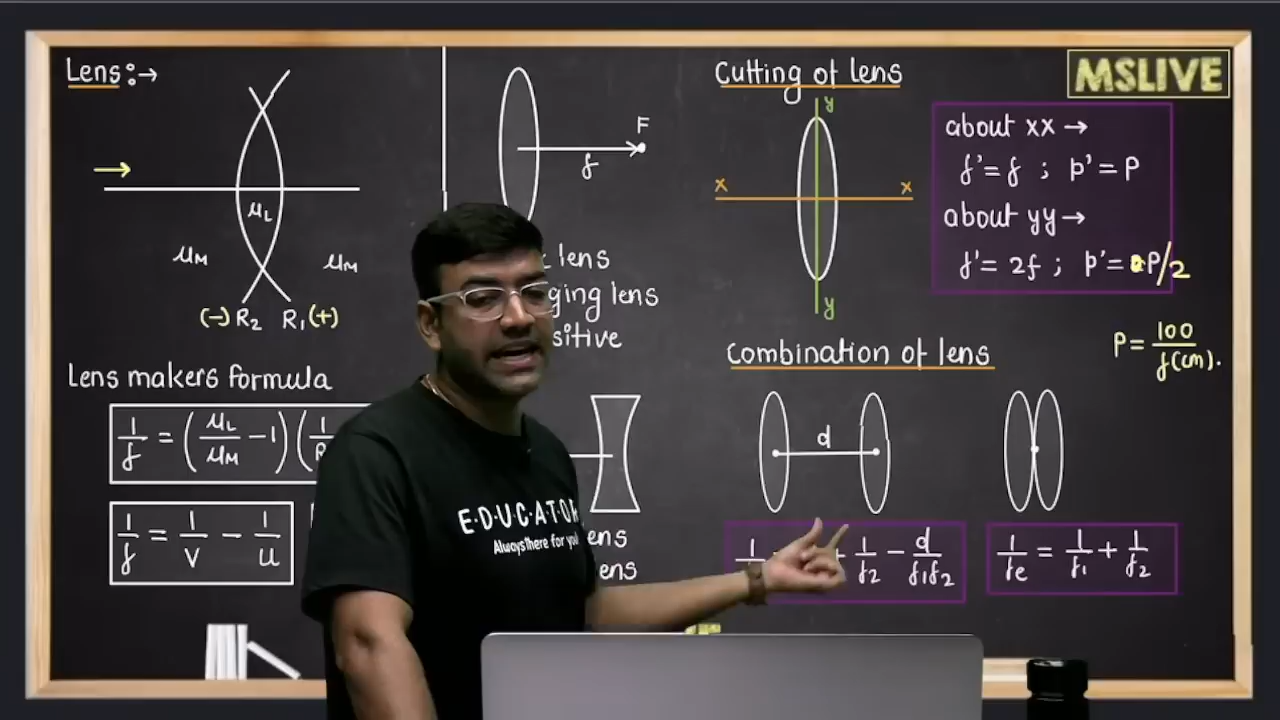 Lens:→
μL
μM
μM
(-) R2 R1 (+)
Lens makers formula
1/f = (μL/μM - 1)(1/
1/f = 1/v - 1/u
F
f
lens
ging lens
sitive
ens
ens
Cutting of lens
y
x
x
y
MSLIVE
about xx →
f' = f ; p' = P
about yy →
f' = 2f ; p' = P/2
P = 100/f(cm).
Combination of lens
d
+ 1/f2 - d/f1f2
1/fe = 1/f1 + 1/f2
E·D·U·C·A·T·O
Always there for you